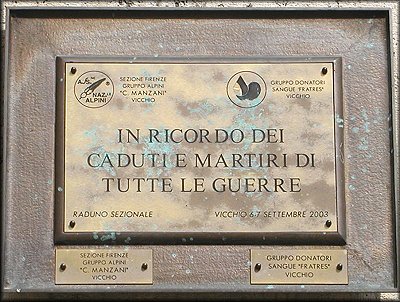 ASS. NAZ.LE ALPINI
SEZIONE FIRENZE
GRUPPO ALPINI
"C. MANZANI"
VICCHIO
GRUPPO DONATORI
SANGUE "FRATRES"
VICCHIO
IN RICORDO DEI
CADUTI E MARTIRI DI
TUTTE LE GUERRE
RADUNO SEZIONALE VICCHIO 6-7 SETTEMBRE 2003
SEZIONE FIRENZE
GRUPPO ALPINI
"C. MANZANI"
VICCHIO
GRUPPO DONATORI
SANGUE "FRATRES"
VICCHIO